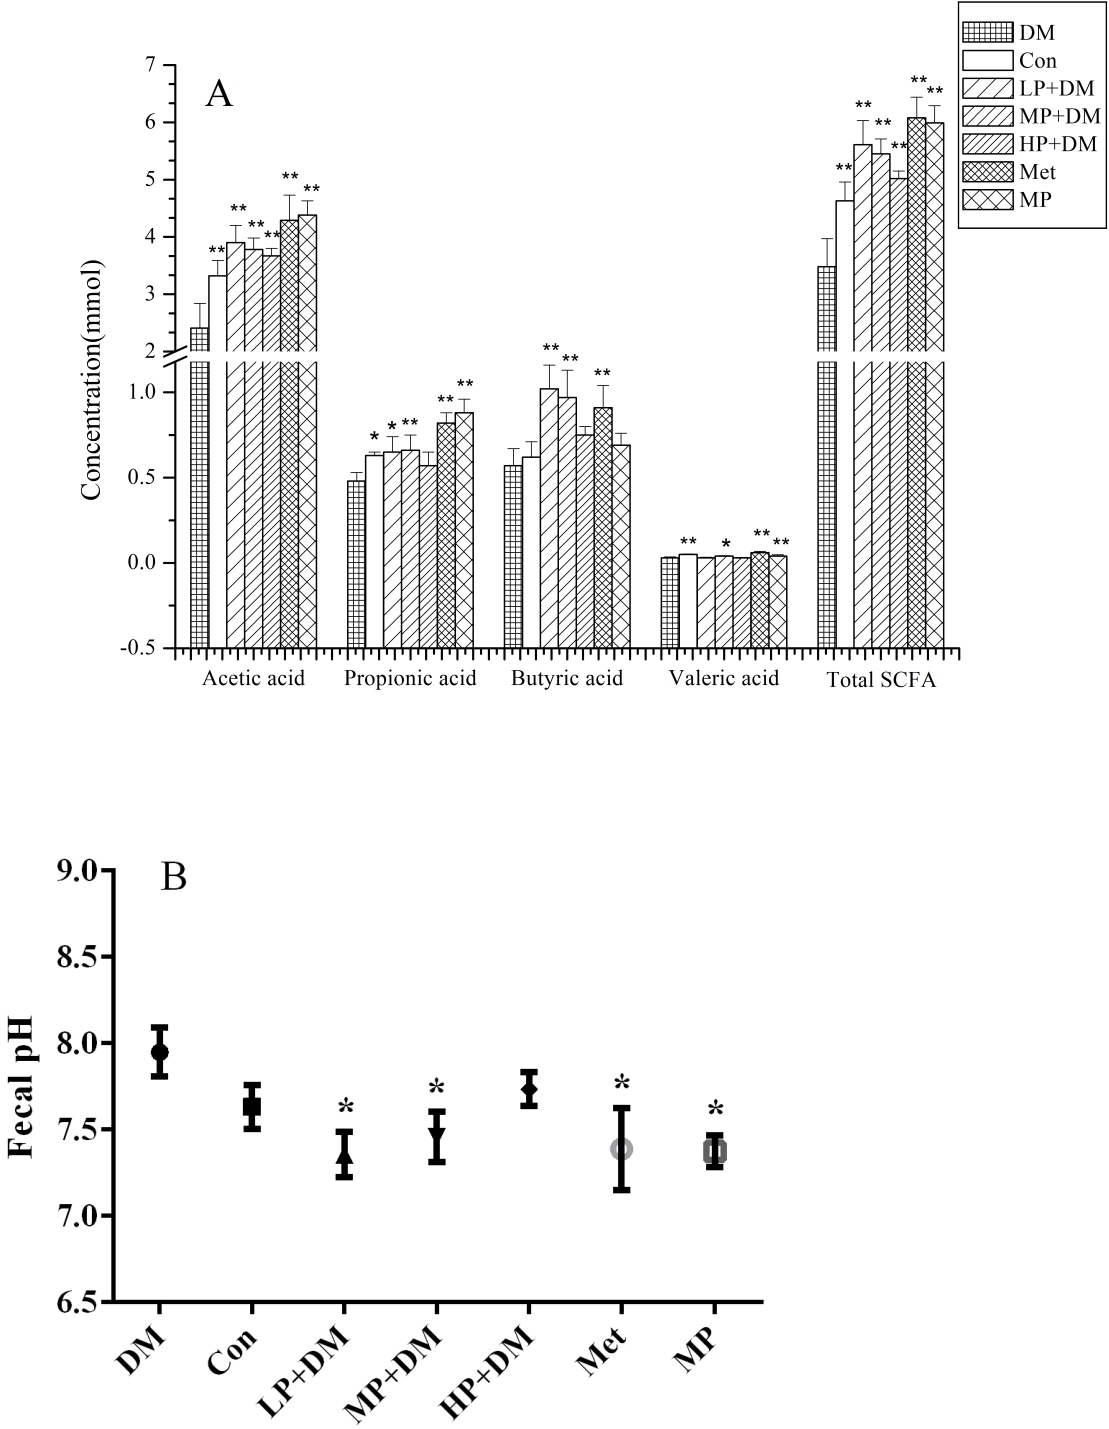 DM
Con
LP+DM
MP+DM
HP+DM
Met
MP
A
7
6
5
4
3
2
1.0
0.5
0.0
-0.5
Concentration(mmol)
** ** ** ** ** **
* * ** ** **
** ** **
** * ** **
** ** ** ** ** **
Acetic acid Propionic acid Butyric acid Valeric acid Total SCFA
B
9.0
8.5
8.0
7.5
7.0
6.5
Fecal pH
* * * *
DM Con LP+DM MP+DM HP+DM Met MP